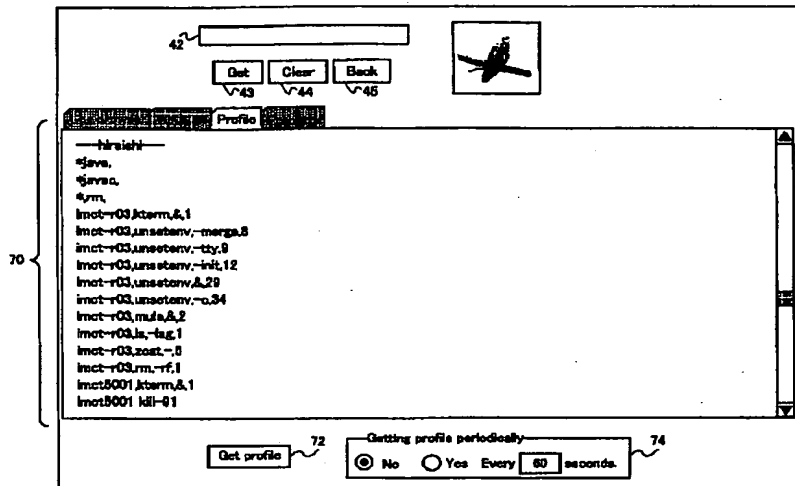 42
Get Clear Back
43 44 45
Profile
hiraishi
*,java,
*,javac,
*,rm,
imct-r03,kterm,&,1
imct-r03,unsetenv,-merge,8
imct-r03,unsetenv,-tty,9
imct-r03,unsetenv,-init,12
imct-r03,unsetenv,&,29
imct-r03,unsetenv,-c,34
imct-r03,mule,&,2
imct-r03,ls,-lag,1
imct-r03,zcat,-,5
imct-r03,rm,-rf,1
imct5001,kterm,&,1
imct5001 kill-91
70
Getting profile periodically
Get profile
72
No Yes Every 60 seconds.
74